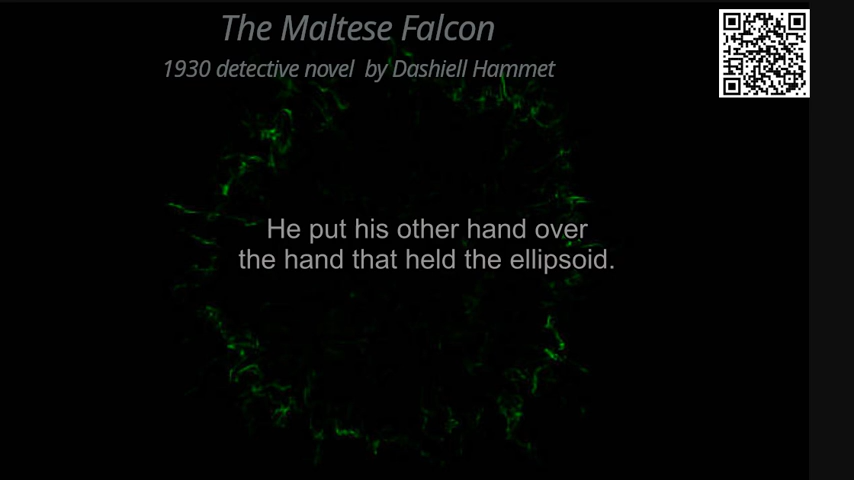 The Maltese Falcon
1930 detective novel by Dashiell Hammet
He put his other hand over
the hand that held the ellipsoid.